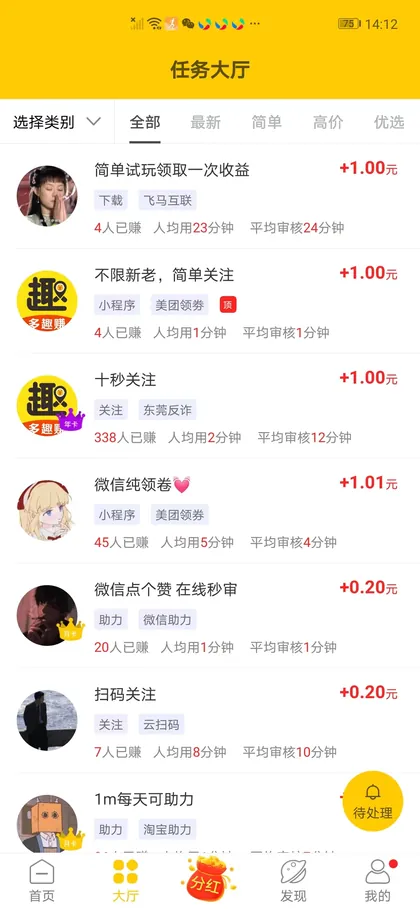 75 14:12
任务大厅
选择类别 全部 最新 简单 高价 优选
简单试玩领取一次收益 +1.00元
下载 飞马互联
4人已赚 人均用23分钟 平均审核24分钟
趣
多趣赚
不限新老，简单关注 +1.00元
小程序 美团领劵 顶
4人已赚 人均用1分钟 平均审核1分钟
趣
多趣赚
年卡
十秒关注 +1.00元
关注 东莞反诈
338人已赚 人均用2分钟 平均审核12分钟
微信纯领卷💓 +1.01元
小程序 美团领券
45人已赚 人均用5分钟 平均审核4分钟
月卡
微信点个赞 在线秒审 +0.20元
助力 微信助力
20人已赚 人均用1分钟 平均审核1分钟
扫码关注 +0.20元
关注 云扫码
7人已赚 人均用8分钟 平均审核10分钟
月卡
1m每天可助力
助力 淘宝助力
待处理
首页 大厅 分红 发现 我的